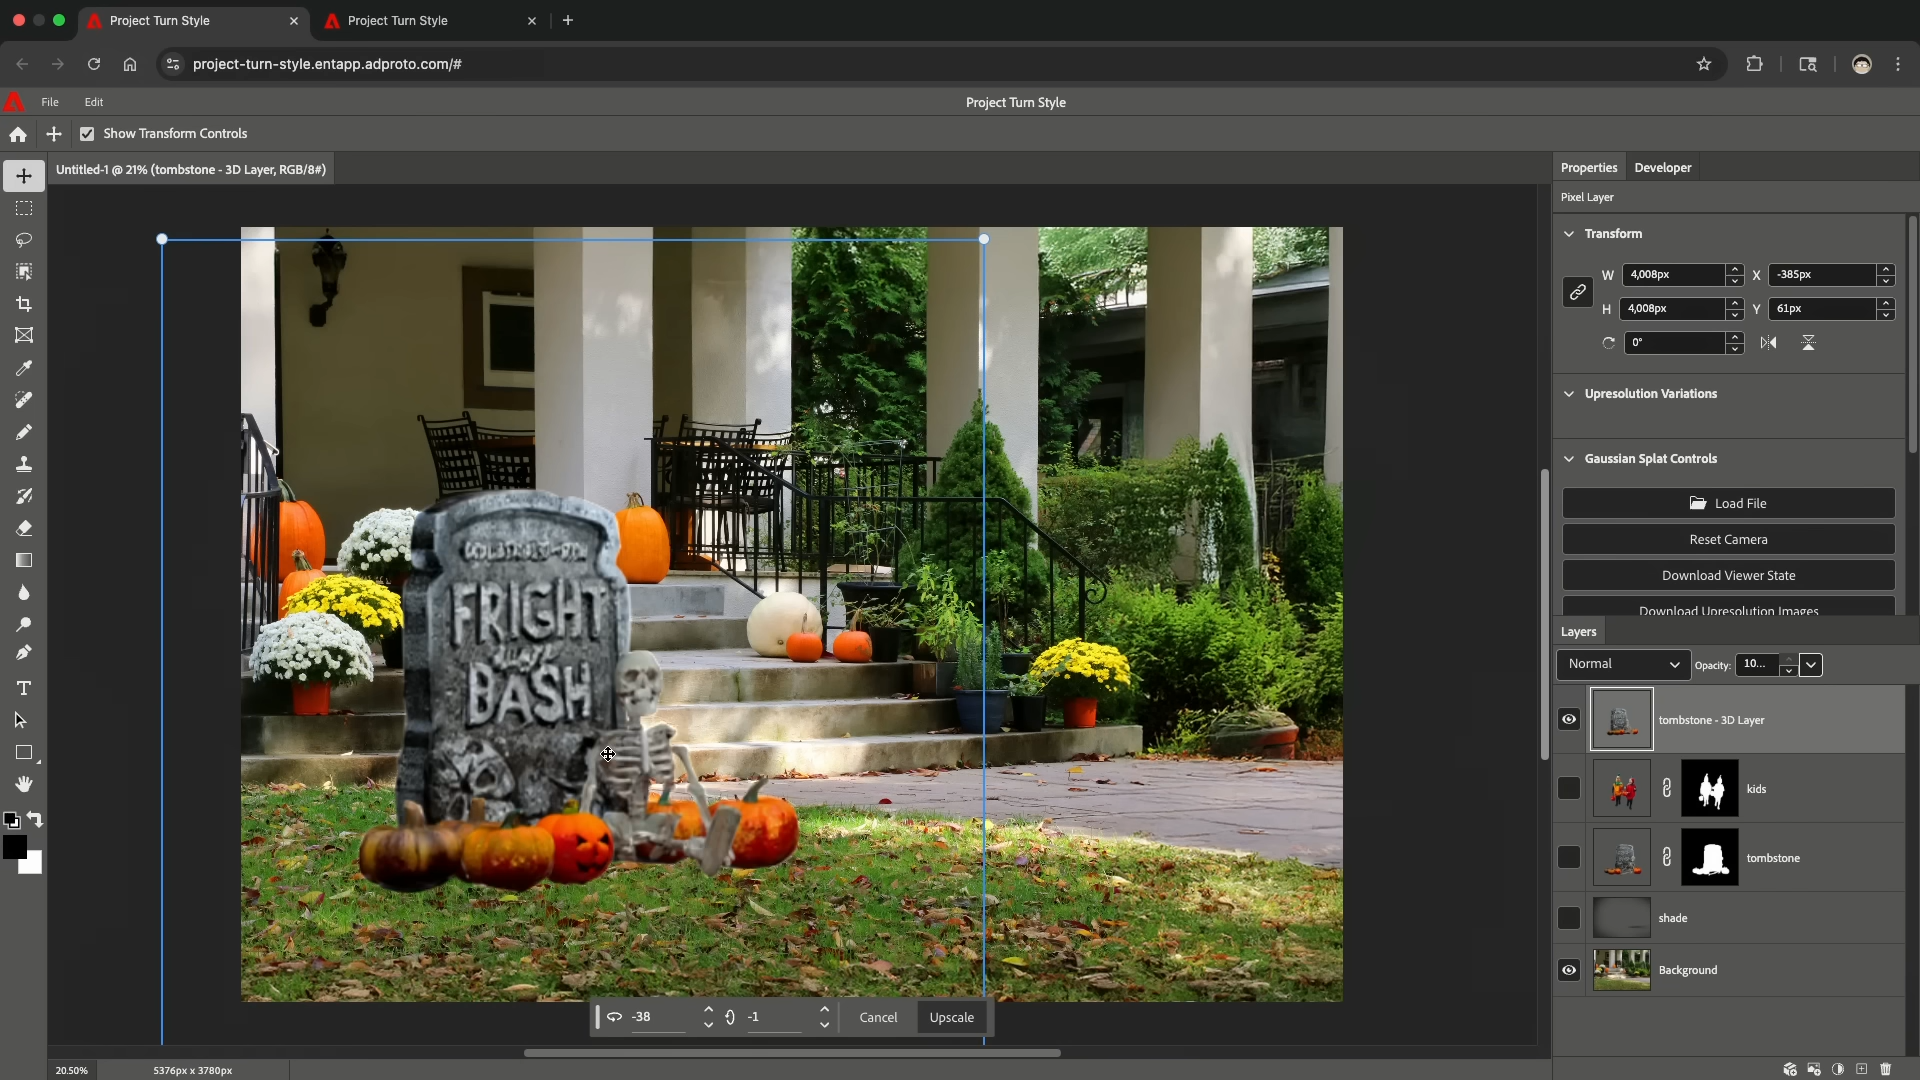 Project Turn Style
Project Turn Style
project-turn-style.entapp.adproto.com/#
File Edit
Project Turn Style
Show Transform Controls
Untitled-1 @ 21% (tombstone - 3D Layer, RGB/8#)
FRIGHT
BASH
-38
-1
Cancel
Upscale
20.50%
5376px x 3780px
Properties Developer
Pixel Layer
Transform
W 4,008px X -385px
H 4,008px Y 61px
0°
Upresolution Variations
Gaussian Splat Controls
Load File
Reset Camera
Download Viewer State
Download Upresolution Images
Layers
Normal Opacity: 10...
tombstone - 3D Layer
kids
tombstone
shade
Background